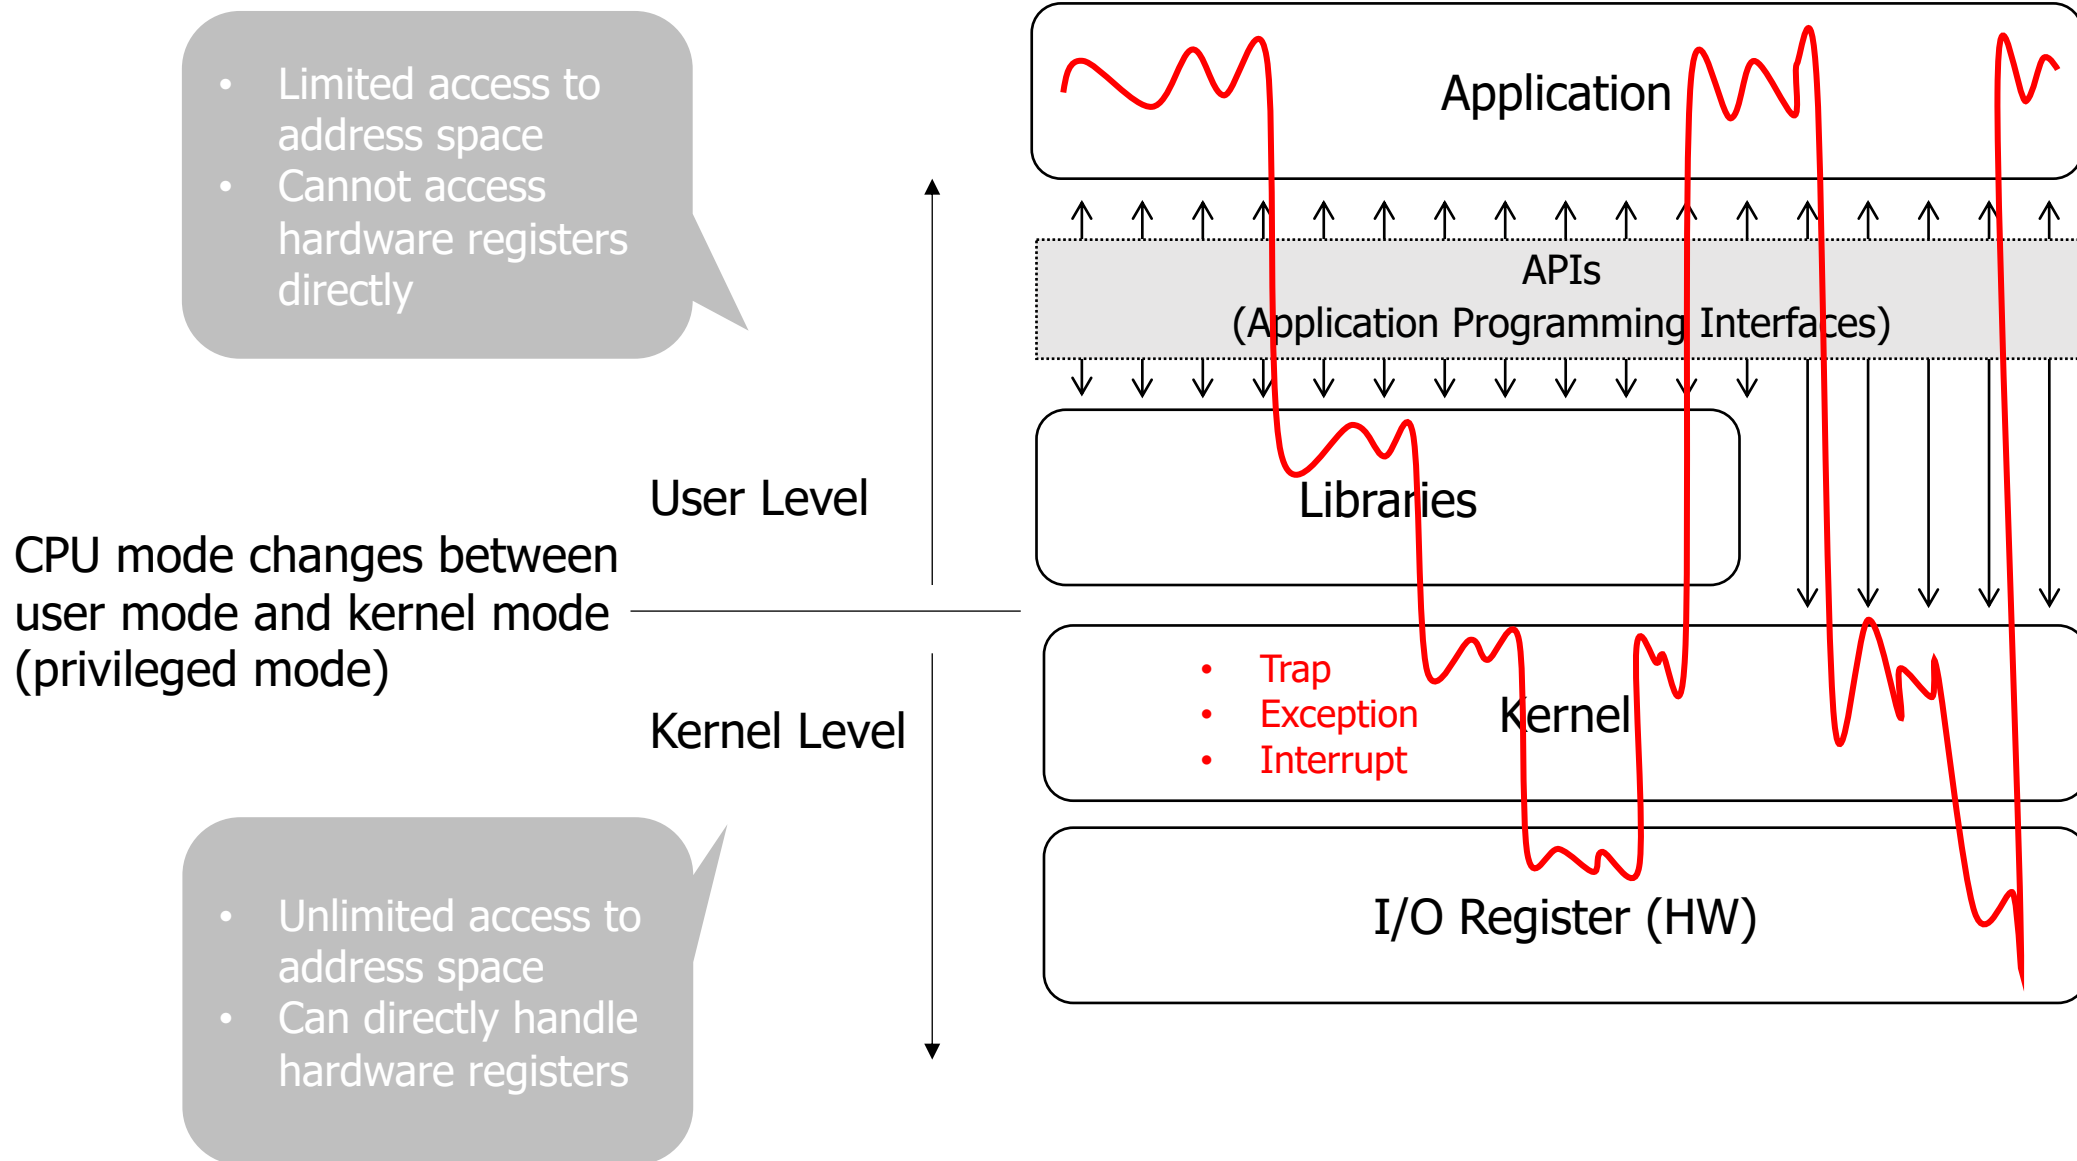 • Limited access to
address space
• Cannot access
hardware registers
directly
Application
APIs
(Application Programming Interfaces)
User Level
Libraries
CPU mode changes between
user mode and kernel mode
(privileged mode)
• Trap
• Exception
• Interrupt
Kernel
Kernel Level
• Unlimited access to
address space
• Can directly handle
hardware registers
I/O Register (HW)